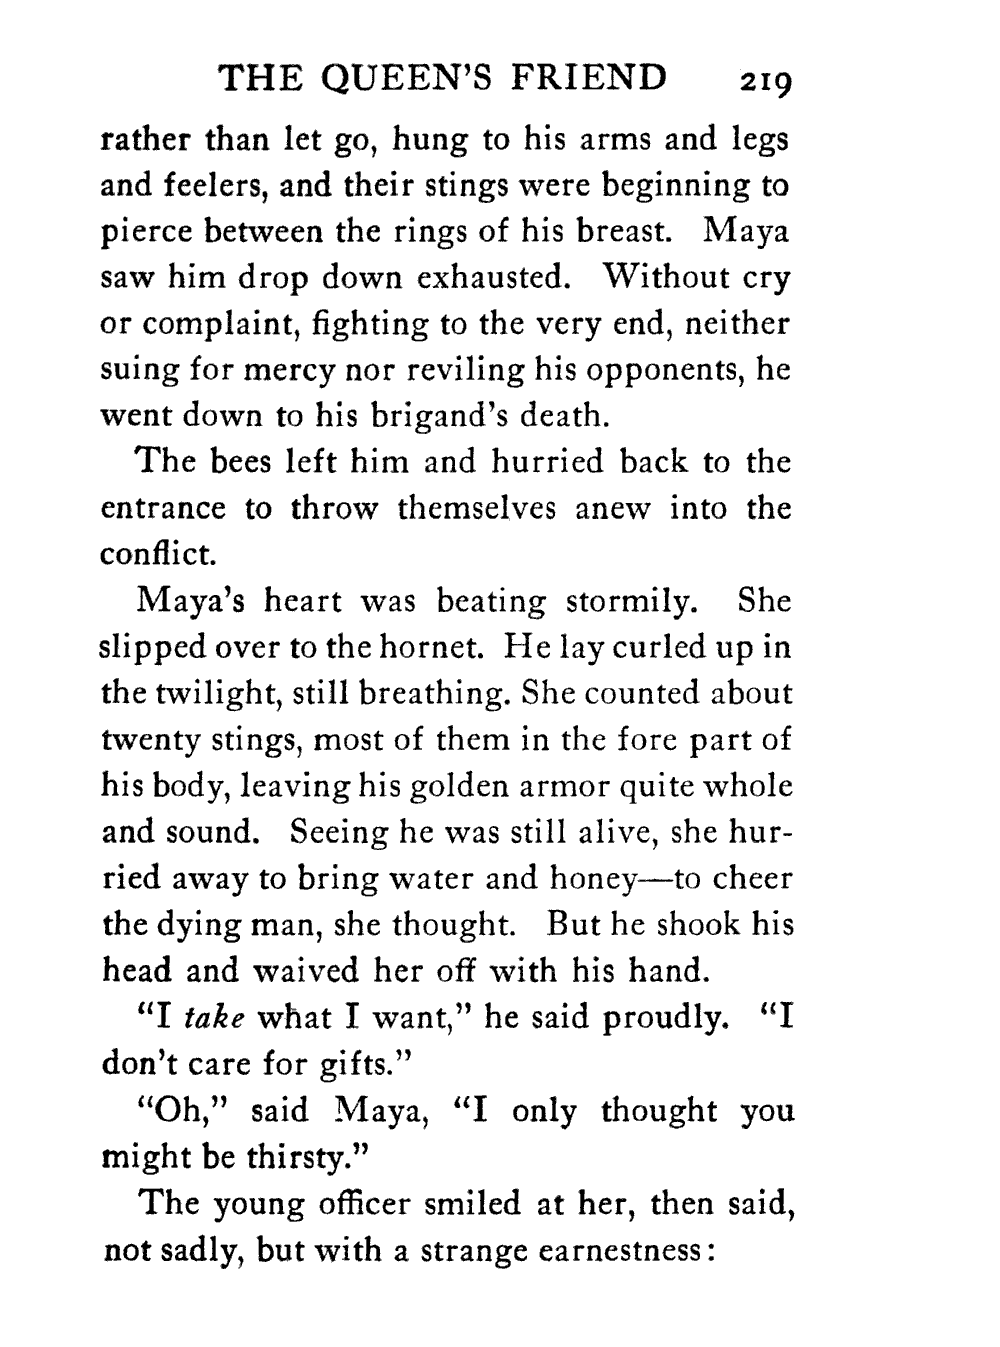 THE QUEEN'S FRIEND 219
rather than let go, hung to his arms and legs
and feelers, and their stings were beginning to
pierce between the rings of his breast. Maya
saw him drop down exhausted. Without cry
or complaint, fighting to the very end, neither
suing for mercy nor reviling his opponents, he
went down to his brigand's death.
The bees left him and hurried back to the
entrance to throw themselves anew into the
conflict.
Maya's heart was beating stormily. She
slipped over to the hornet. He lay curled up in
the twilight, still breathing. She counted about
twenty stings, most of them in the fore part of
his body, leaving his golden armor quite whole
and sound. Seeing he was still alive, she hur-
ried away to bring water and honey—to cheer
the dying man, she thought. But he shook his
head and waived her off with his hand.
"I take what I want," he said proudly. "I
don't care for gifts."
"Oh," said Maya, "I only thought you
might be thirsty."
The young officer smiled at her, then said,
not sadly, but with a strange earnestness: